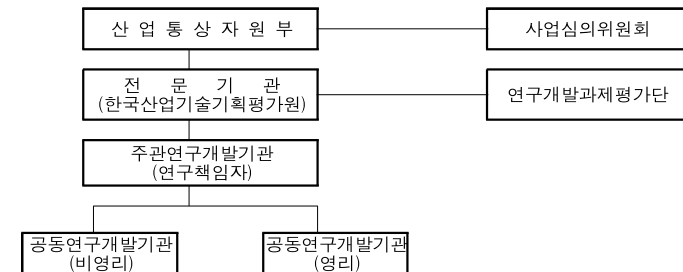 산 업 통 상 자 원 부
사업심의위원회
전 문 기 관
(한국산업기술기획평가원)
연구개발과제평가단
주관연구개발기관
(연구책임자)
공동연구개발기관
(비영리)
공동연구개발기관
(영리)